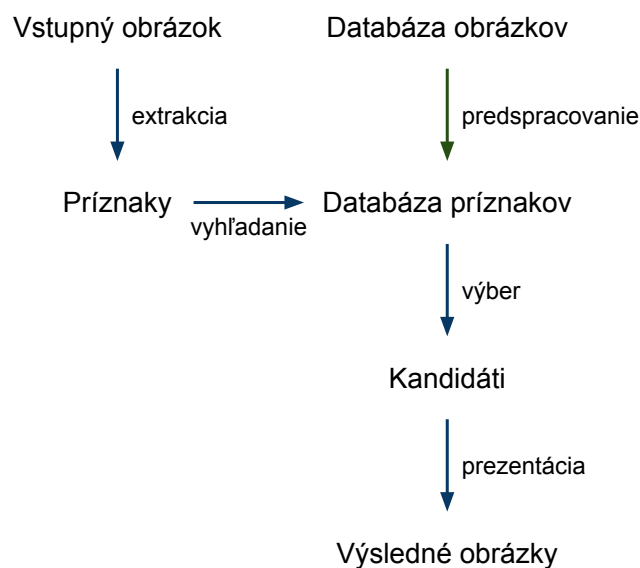 Vstupný obrázok
Databáza obrázkov
extrakcia
predspracovanie
Príznaky
vyhľadanie
Databáza príznakov
výber
Kandidáti
prezentácia
Výsledné obrázky